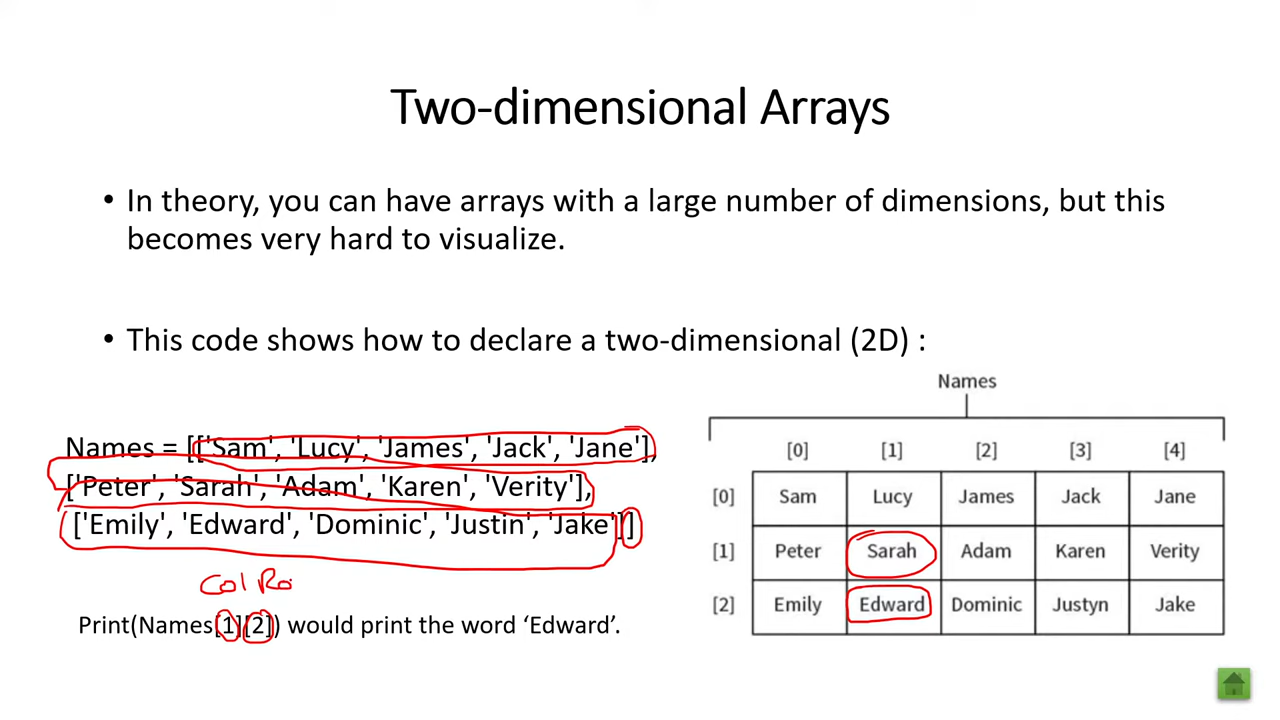 Two-dimensional Arrays
• In theory, you can have arrays with a large number of dimensions, but this
becomes very hard to visualize.
• This code shows how to declare a two-dimensional (2D) :
Names = [['Sam', 'Lucy', 'James', 'Jack', 'Jane'],
['Peter', 'Sarah', 'Adam', 'Karen', 'Verity'],
['Emily', 'Edward', 'Dominic', 'Justin', 'Jake']]
Col Ro
Print(Names[1][2]) would print the word ‘Edward’.
Names
[0] [1] [2] [3] [4]
[0] Sam Lucy James Jack Jane
[1] Peter Sarah Adam Karen Verity
[2] Emily Edward Dominic Justyn Jake